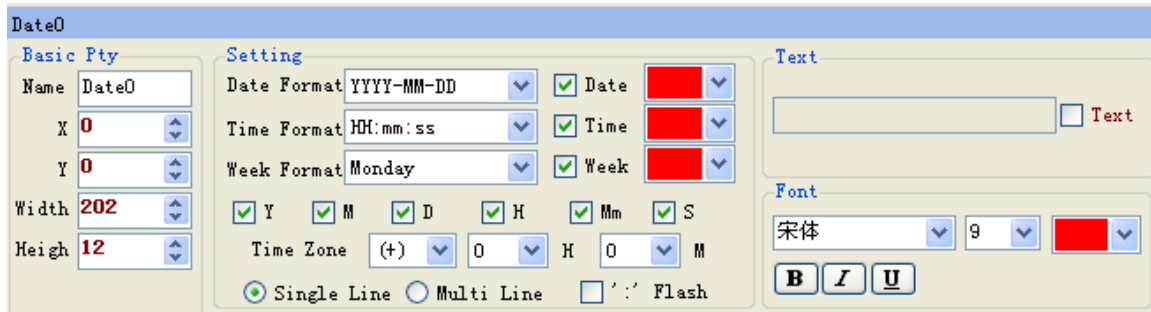 Date0
Basic Pty
Name Date0
X 0
Y 0
Width 202
Heigh 12
Setting
Date Format YYYY-MM-DD Date
Time Format HH:mm:ss Time
Week Format Monday Week
Y M D H Mm S
Time Zone (+) 0 H 0 M
Single Line Multi Line ':' Flash
Text
Text
Font
宋体 9
B I U